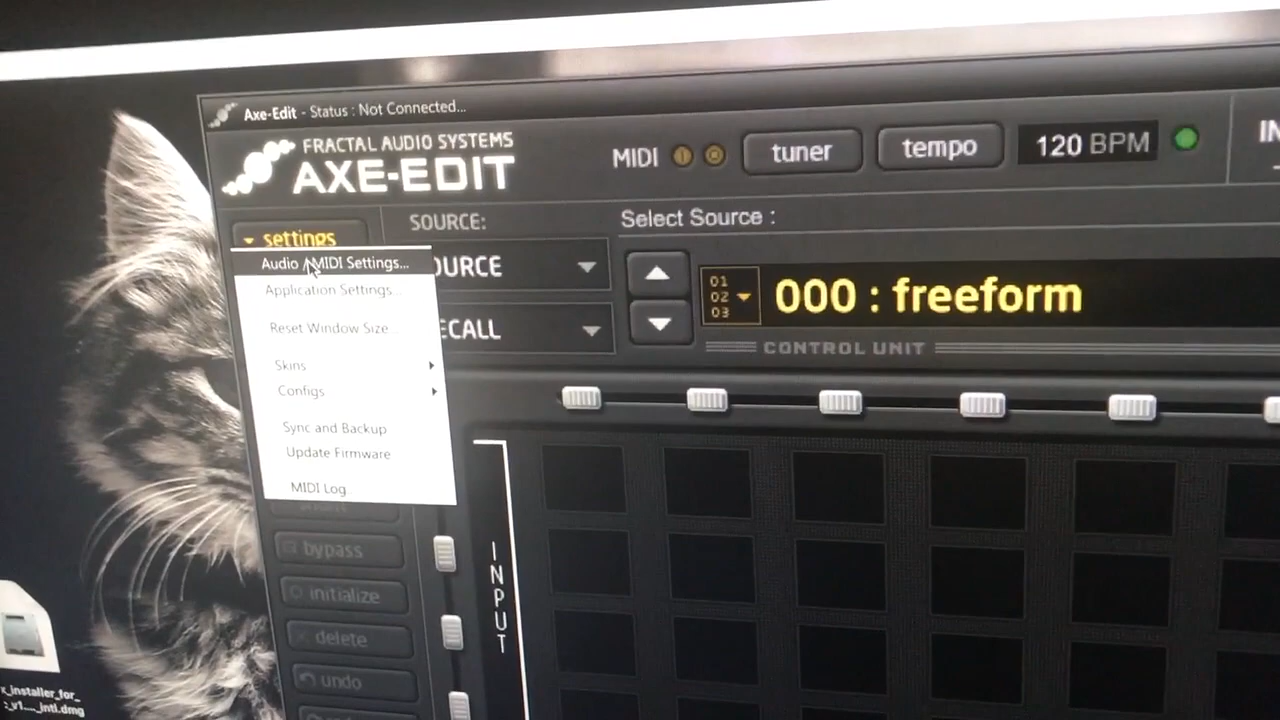 Axe-Edit - Status : Not Connected...
FRACTAL AUDIO SYSTEMS
AXE-EDIT
MIDI
tuner
tempo
120 BPM
settings
SOURCE:
Select Source :
Audio / MIDI Settings...
Application Settings...
Reset Window Size...
Skins
Configs
Sync and Backup
Update Firmware
MIDI Log
01
02
03
000 : freeform
CONTROL UNIT
bypass
initialize
delete
undo
INPUT